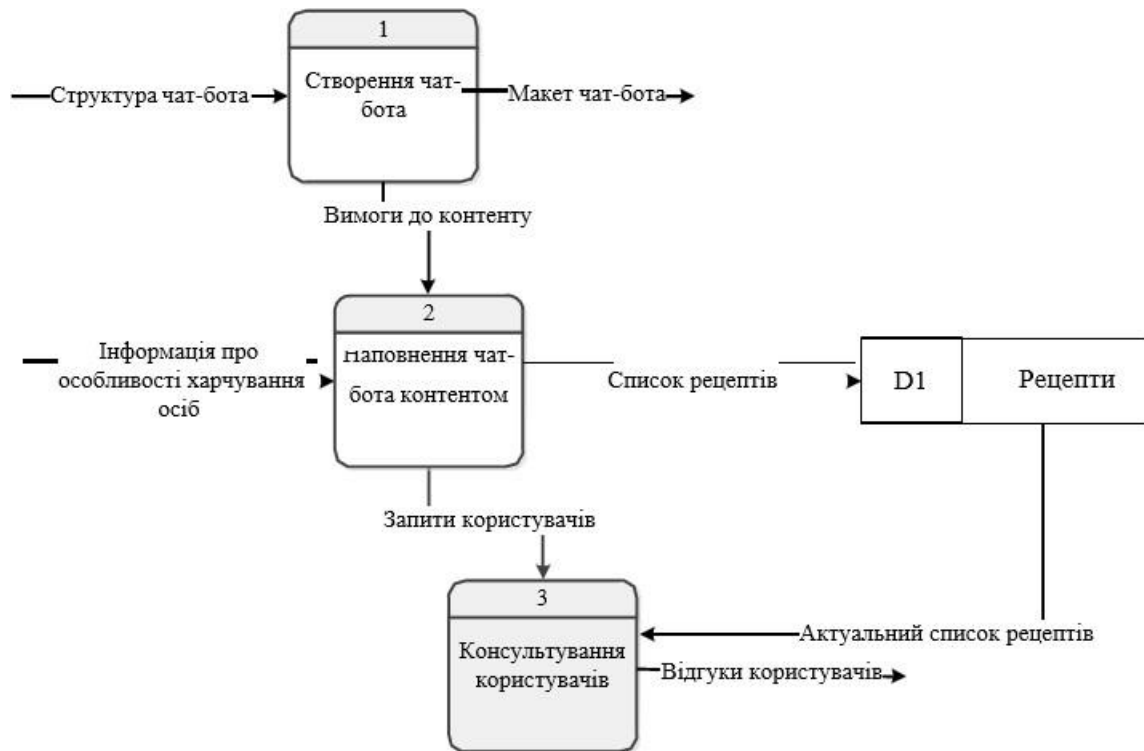 1
Створення чат-
бота
Структура чат-бота
Макет чат-бота
Вимоги до контенту
2
Наповнення чат-
бота контентом
Інформація про
особливості харчування
осіб
Список рецептів
D1
Рецепти
Запити користувачів
3
Консультування
користувачів
Актуальний список рецептів
Відгуки користувачів